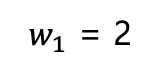 w₁ = 2